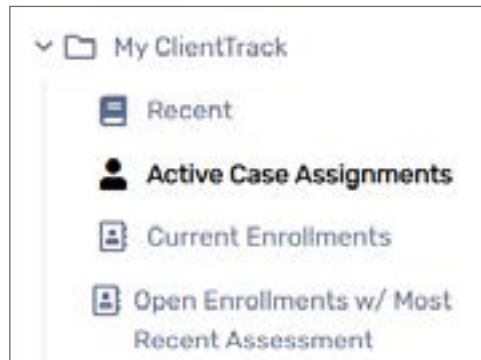 My ClientTrack
Recent
Active Case Assignments
Current Enrollments
Open Enrollments w/ Most
Recent Assessment